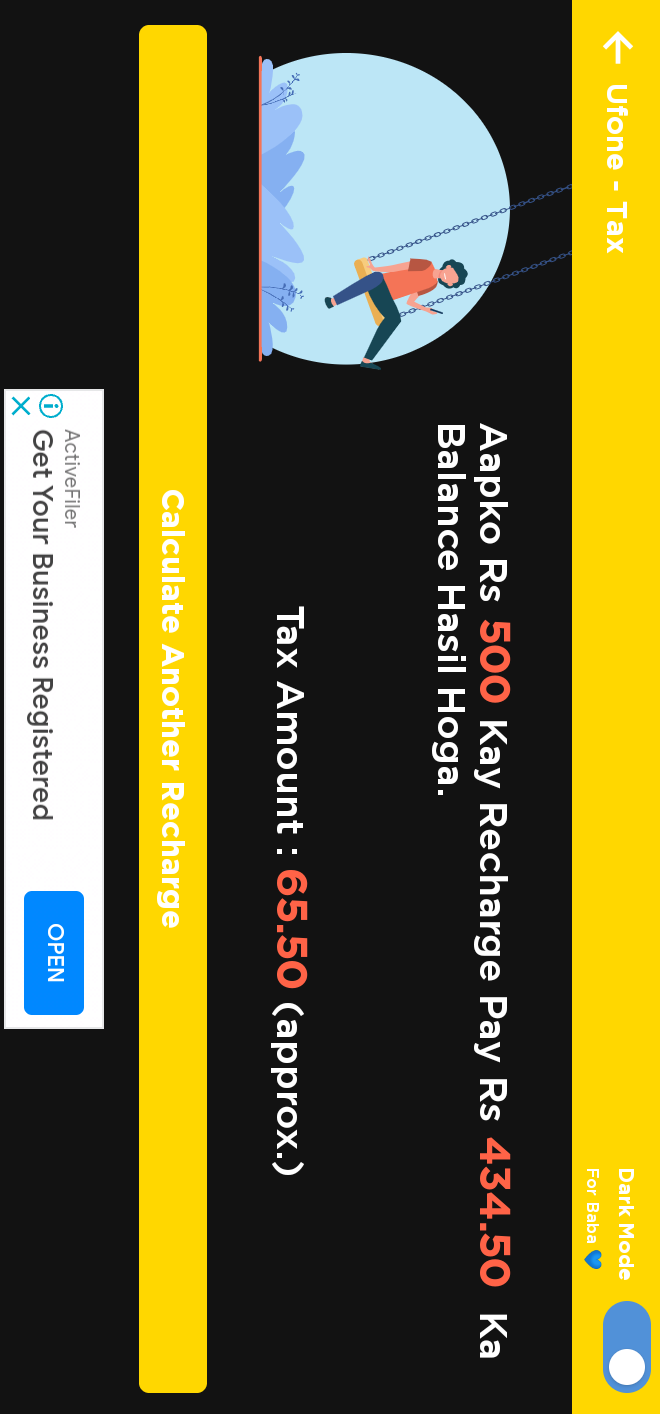 Ufone - Tax
Dark Mode
For Baba 💙
Aapko Rs 500 Kay Recharge Pay Rs 434.50 Ka
Balance Hasil Hoga.
Tax Amount : 65.50 (approx.)
Calculate Another Recharge
ActiveFiler
Get Your Business Registered
OPEN